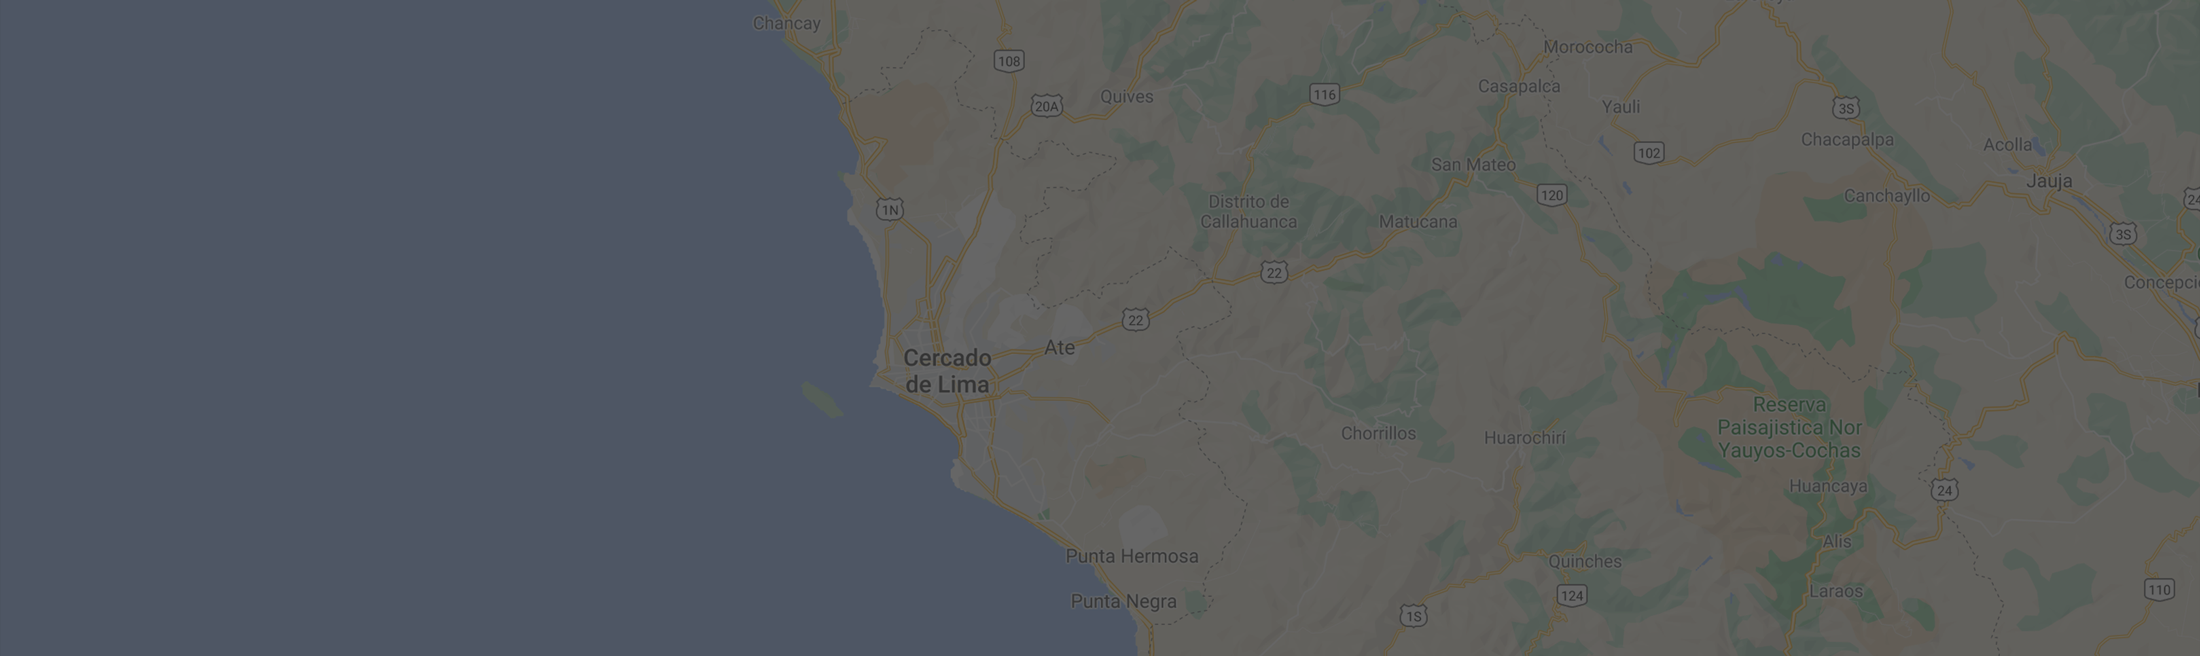 Chancay
Morococha
108
Casapalca
116
Quives
20A
Yauli
3S
Chacapalpa
Acolla
102
San Mateo
Jauja
120
Canchayllo
24
Distrito de
Callahuanca
1N
Matucana
3S
22
Concepci
22
Ate
Cercado
de Lima
Reserva
Paisajistica Nor
Yauyos-Cochas
Chorrillos
Huarochirí
Huancaya
24
Alis
Punta Hermosa
Quinches
Laraos
110
124
Punta Negra
1S